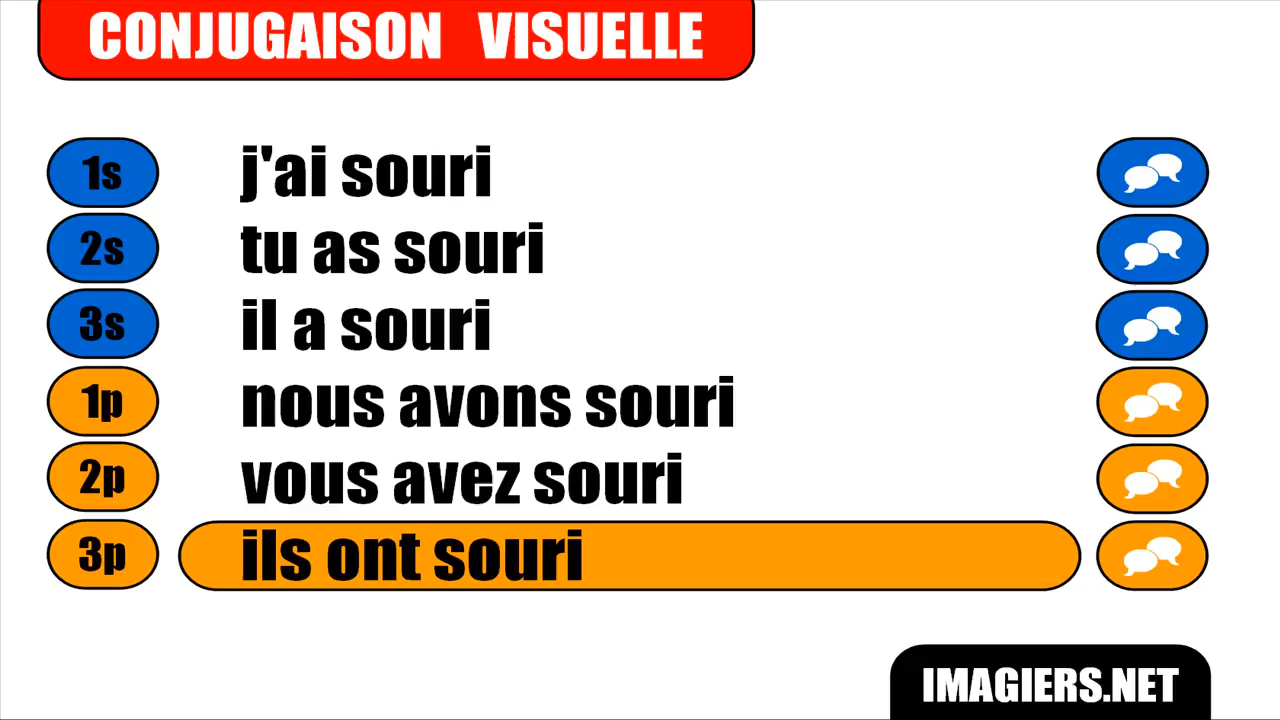 CONJUGAISON VISUELLE
1s j'ai souri
2s tu as souri
3s il a souri
1p nous avons souri
2p vous avez souri
3p ils ont souri
IMAGIERS.NET